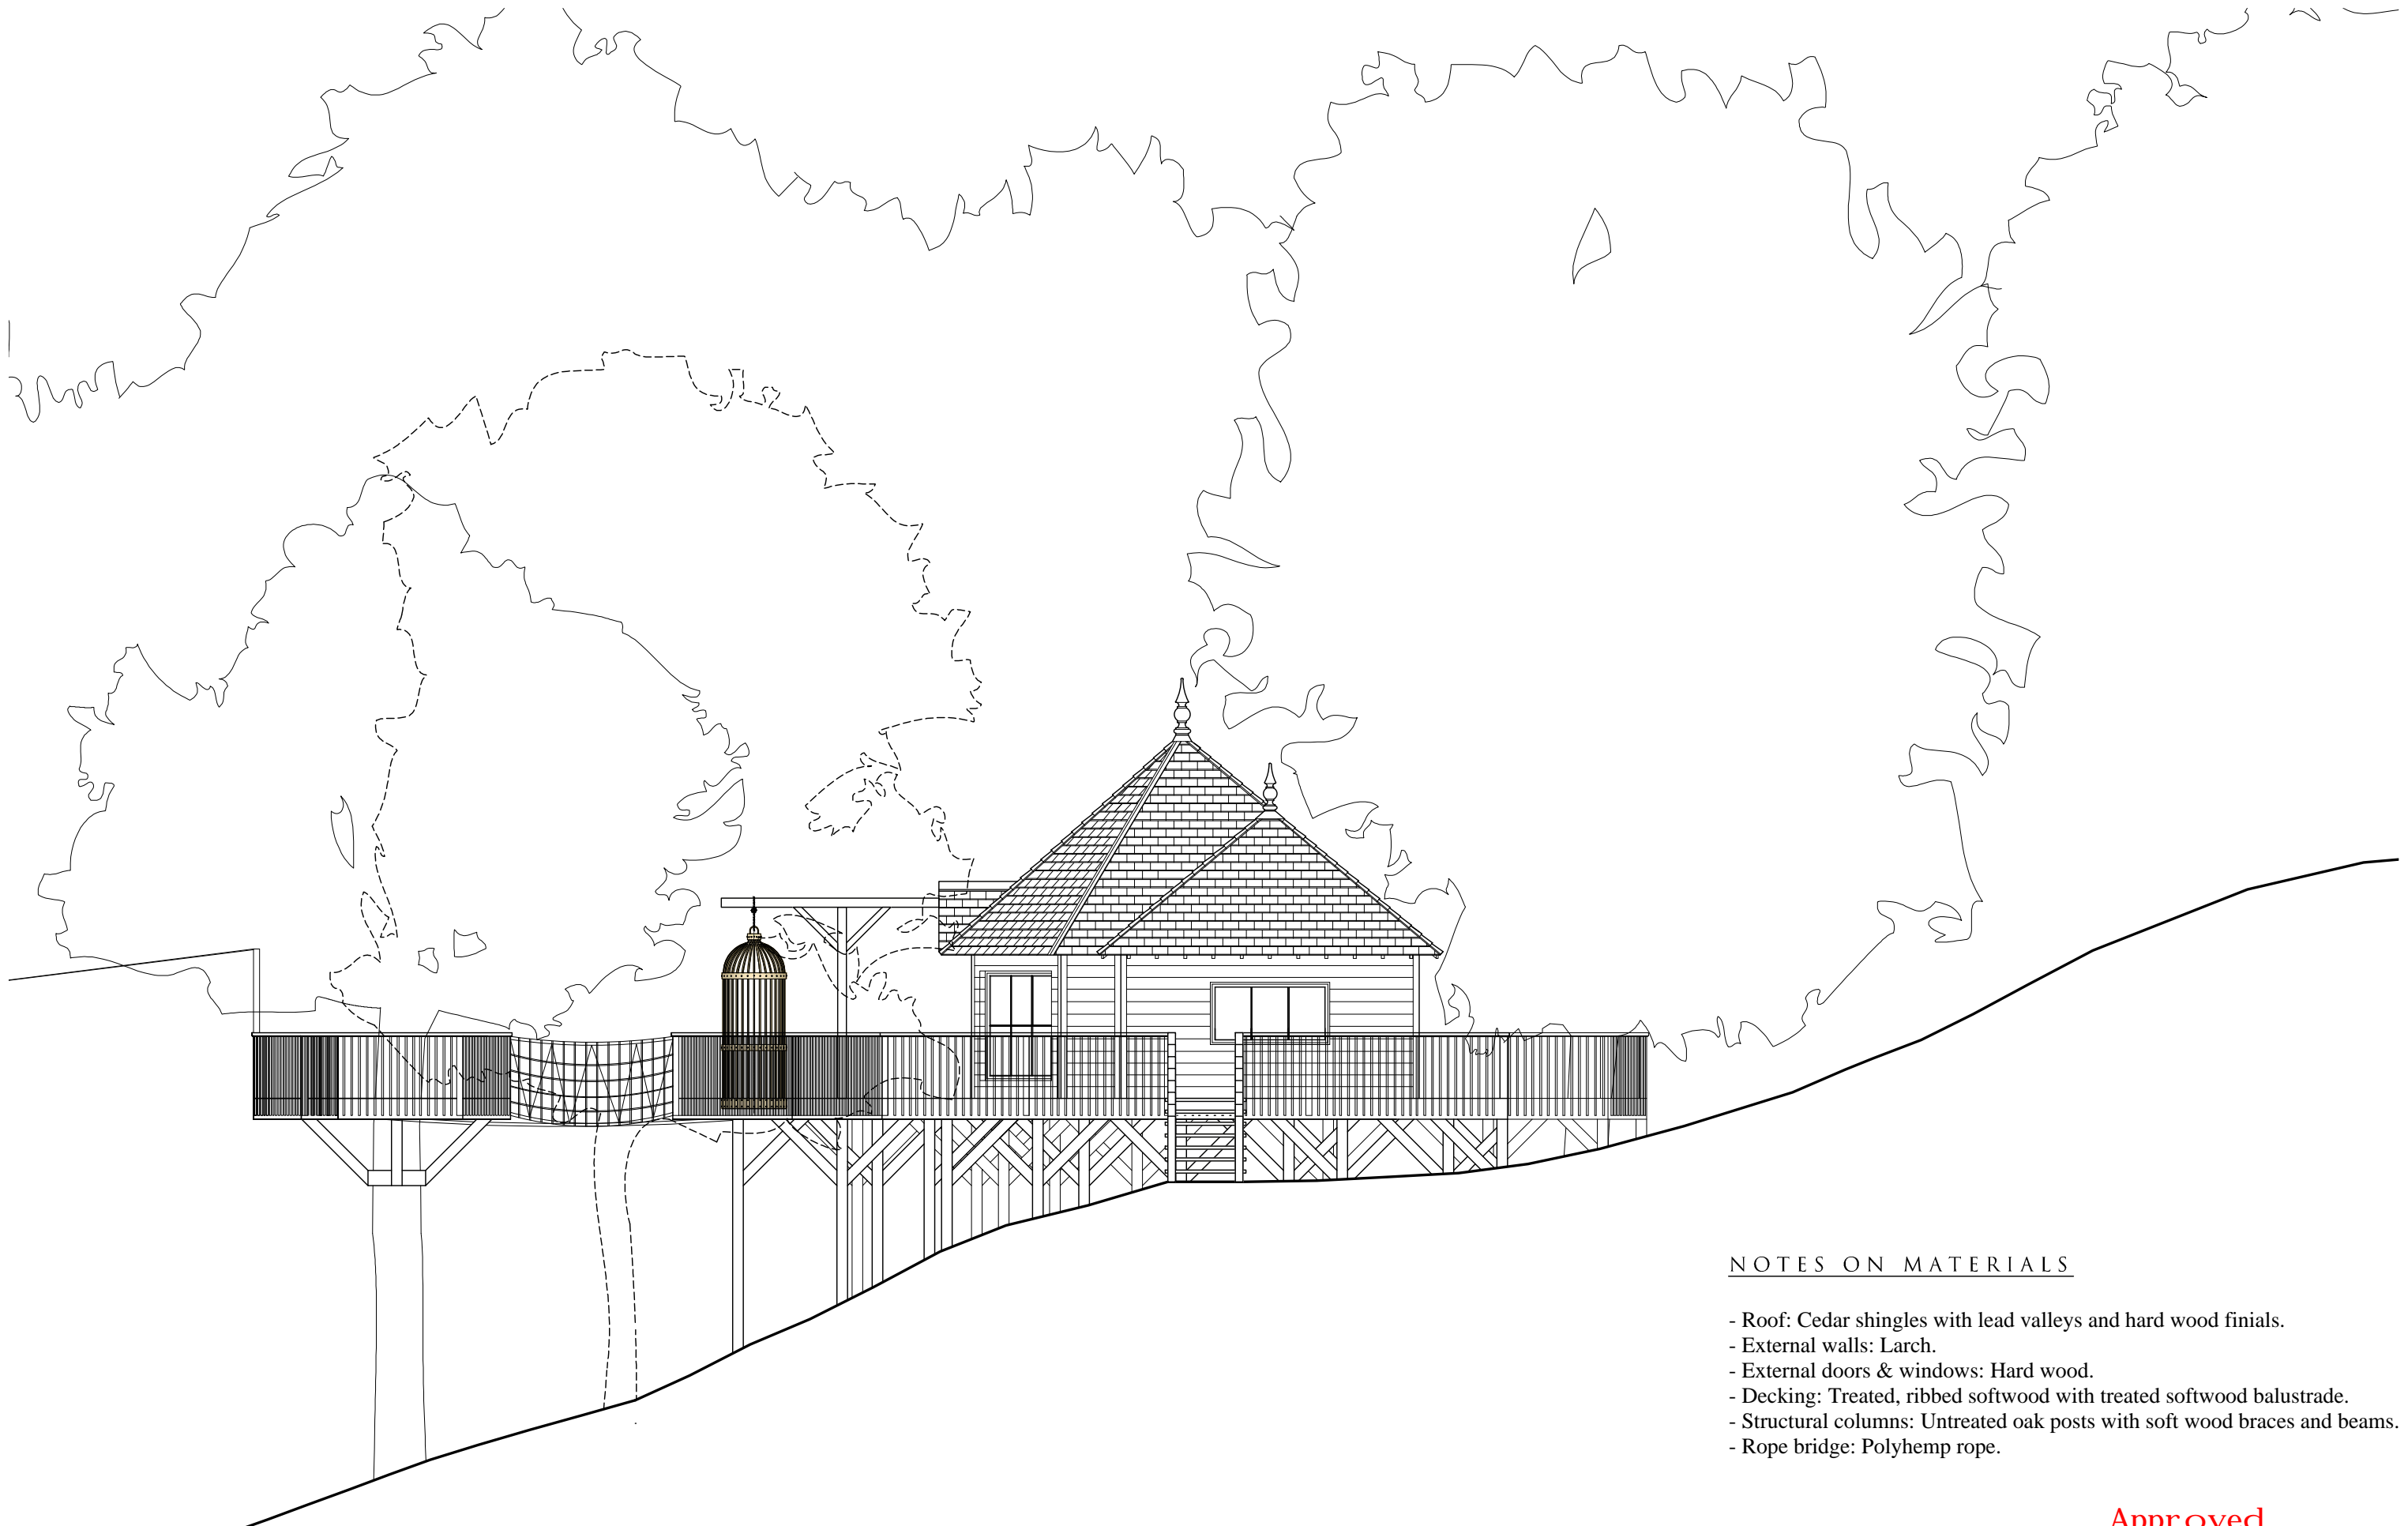 NOTES ON MATERIALS
- Roof: Cedar shingles with lead valleys and hard wood finials.
- External walls: Larch.
- External doors & windows: Hard wood.
- Decking: Treated, ribbed softwood with treated softwood balustrade.
- Structural columns: Untreated oak posts with soft wood braces and beams.
- Rope bridge: Polyhemp rope.
Approved